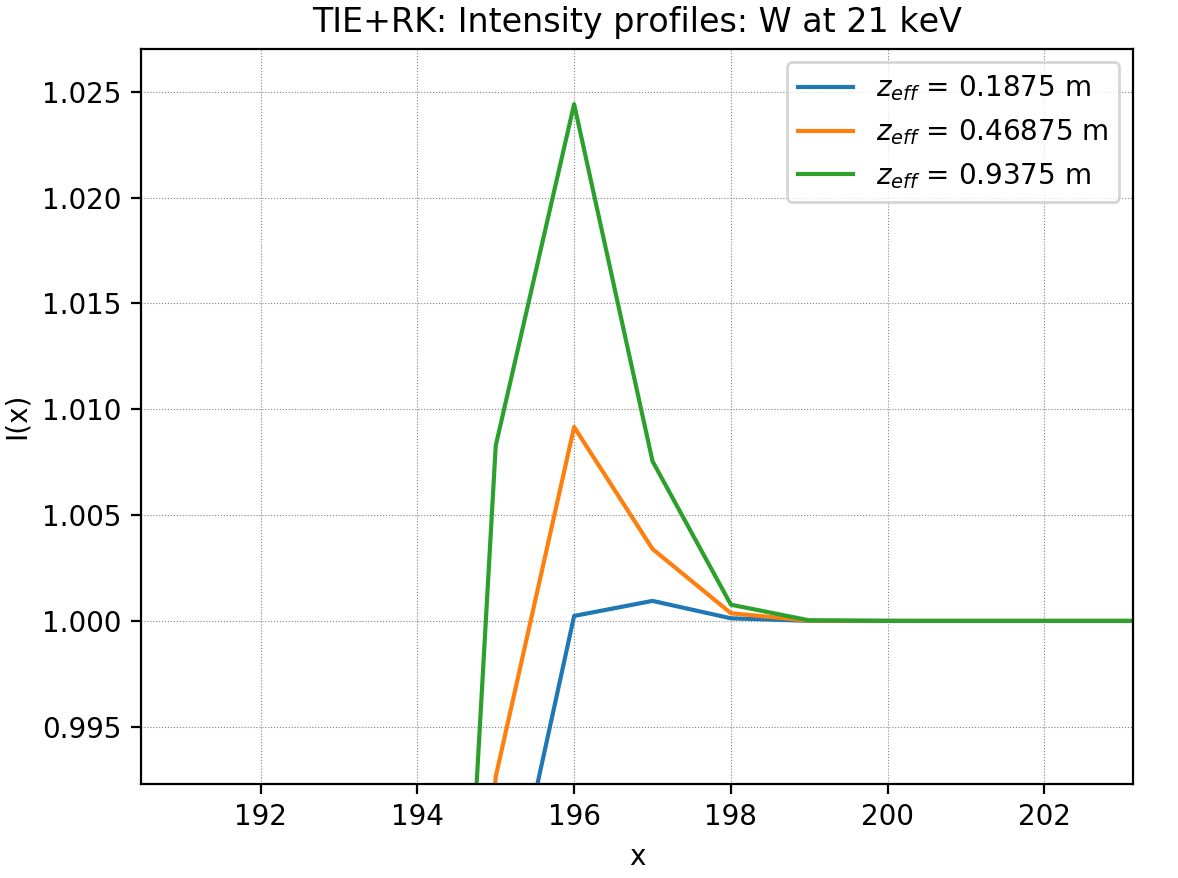 TIE+RK: Intensity profiles: W at 21 keV
z_eff = 0.1875 m
z_eff = 0.46875 m
z_eff = 0.9375 m
I(x)
1.025
1.020
1.015
1.010
1.005
1.000
0.995
192 194 196 198 200 202
x